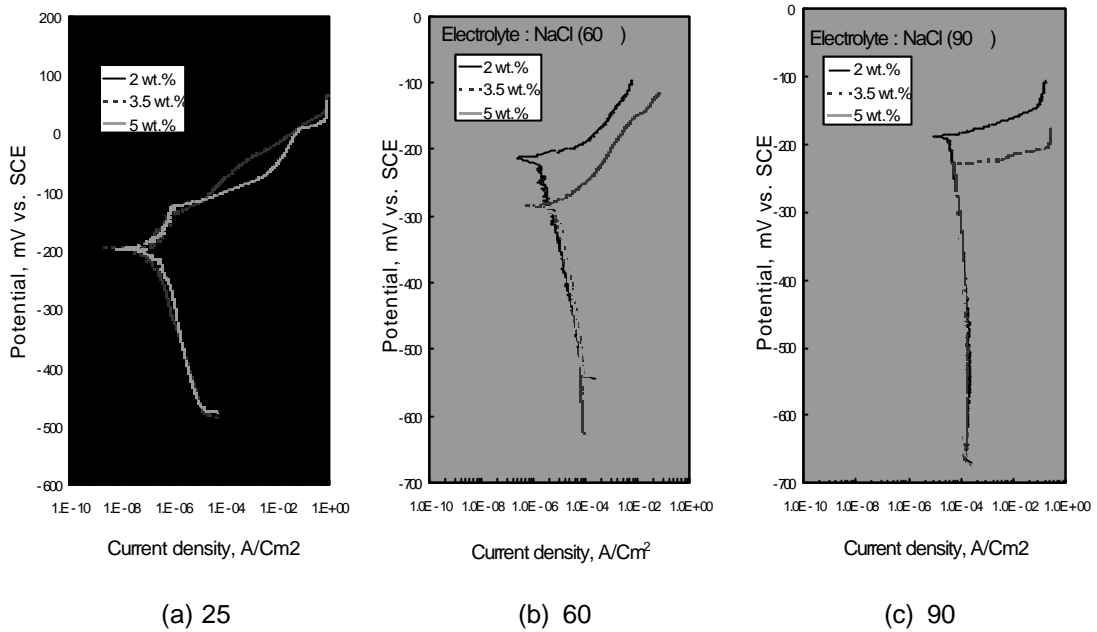 200
100
0
-100
-200
-300
-400
-500
-600
Potential, mV vs. SCE
2 wt.%
3.5 wt.%
5 wt.%
1.E-10 1.E-08 1.E-06 1.E-04 1.E-02 1.E+00
Current density, A/Cm2
(a) 25
0
-100
-200
-300
-400
-500
-600
-700
Potential, mV vs. SCE
Electrolyte : NaCl (60 )
2 wt.%
3.5 wt.%
5 wt.%
1.0E-10 1.0E-08 1.0E-06 1.0E-04 1.0E-02 1.0E+00
Current density, A/Cm²
(b) 60
0
-100
-200
-300
-400
-500
-600
-700
Potential, mV vs. SCE
Electrolyte : NaCl (90 )
2 wt.%
3.5 wt.%
5 wt.%
1.0E-10 1.0E-08 1.0E-06 1.0E-04 1.0E-02 1.0E+00
Current density, A/Cm2
(c) 90